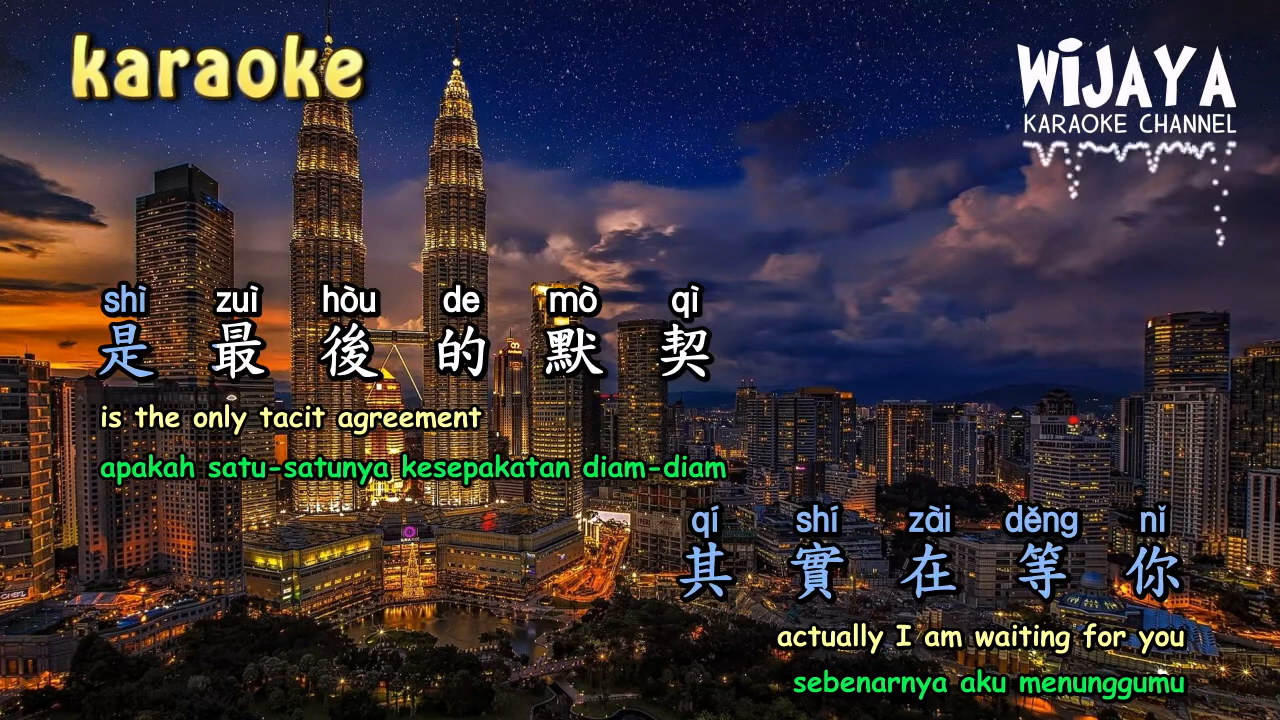 karaoke
WiJAYA
KARAOKE CHANNEL
shì zuì hòu de mò qì
是 最 後 的 默 契
is the only tacit agreement
apakah satu-satunya kesepakatan diam-diam
qí shí zài děng nǐ
其 實 在 等 你
actually I am waiting for you
sebenarnya aku menunggumu